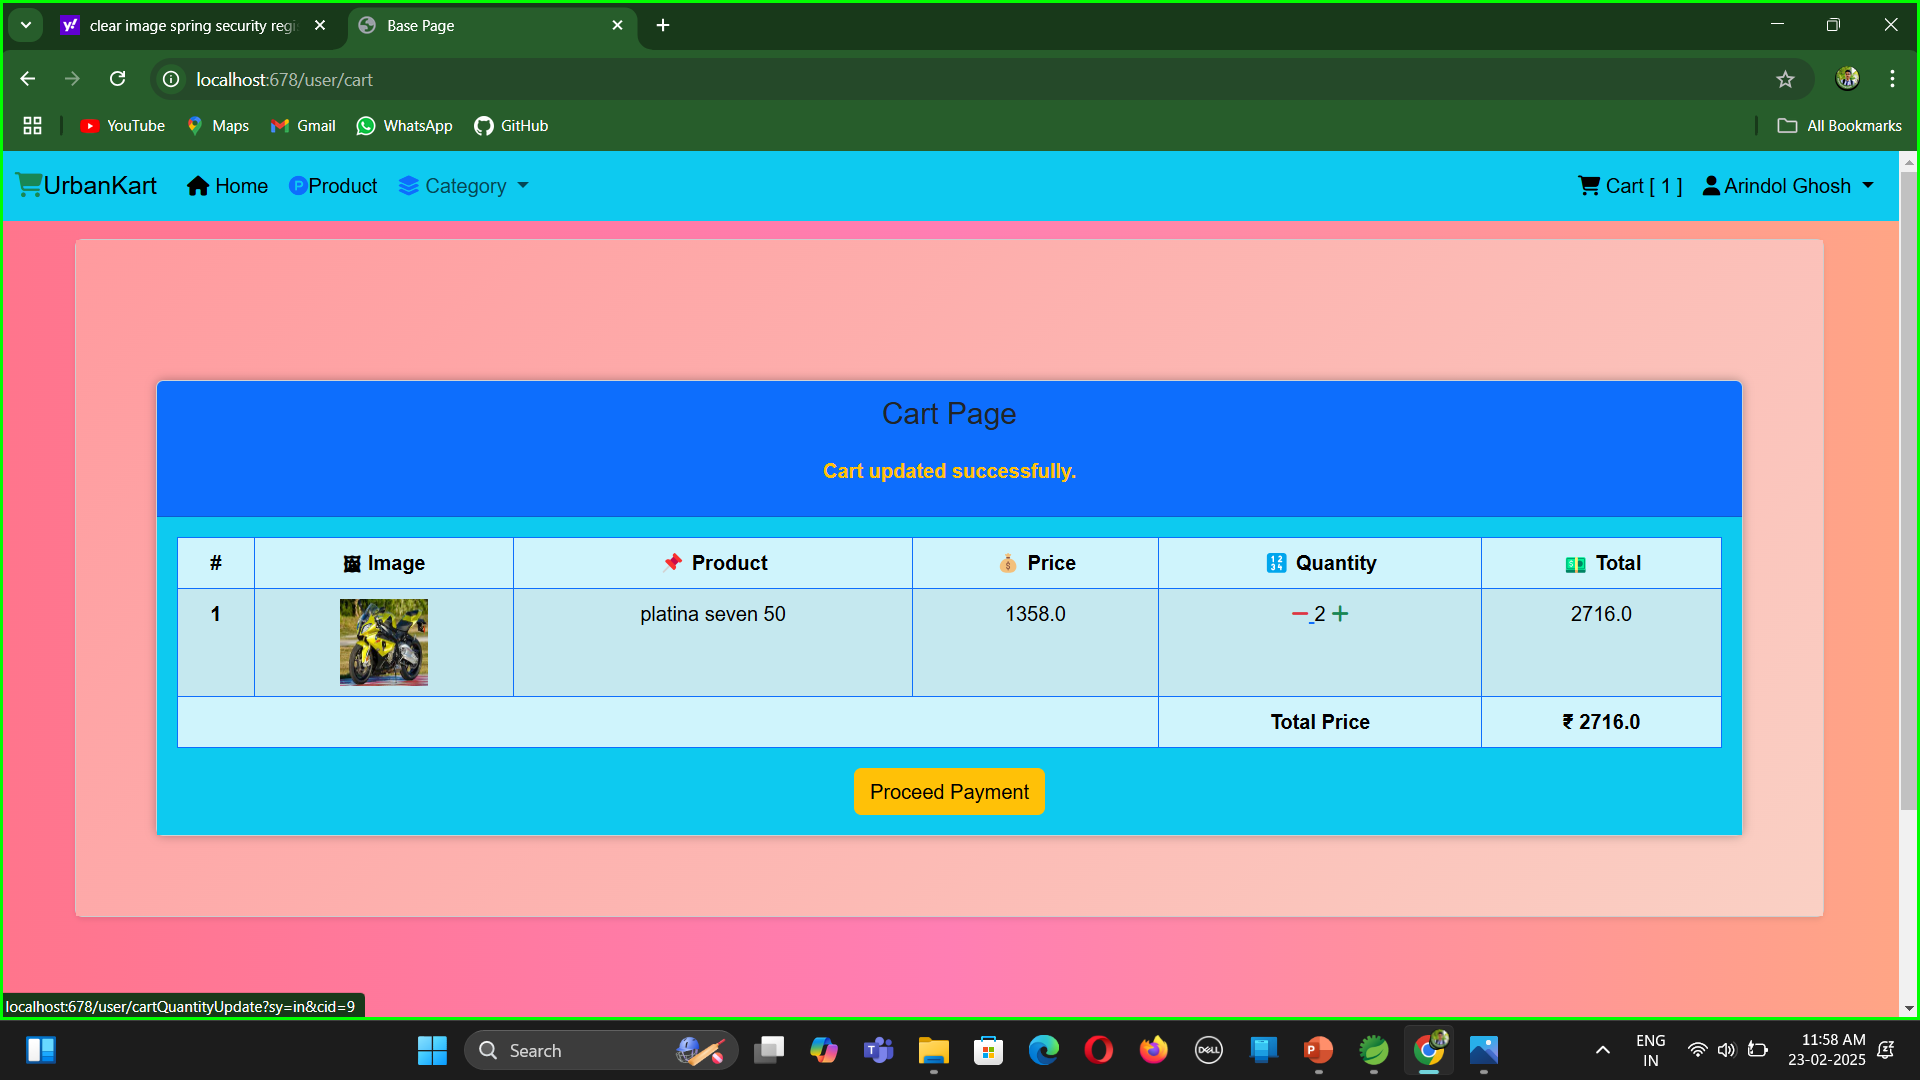 clear image spring security regi
Base Page
localhost:678/user/cart
YouTube
Maps
Gmail
WhatsApp
GitHub
All Bookmarks
UrbanKart
Home
Product
Category
Cart [ 1 ]
Arindol Ghosh
Cart Page
Cart updated successfully.
# Image Product Price Quantity Total
1 platina seven 50 1358.0 2 2716.0
Total Price ₹ 2716.0
Proceed Payment
localhost:678/user/cartQuantityUpdate?sy=in&cid=9
Search
DELL
ENG
IN
11:58 AM
23-02-2025